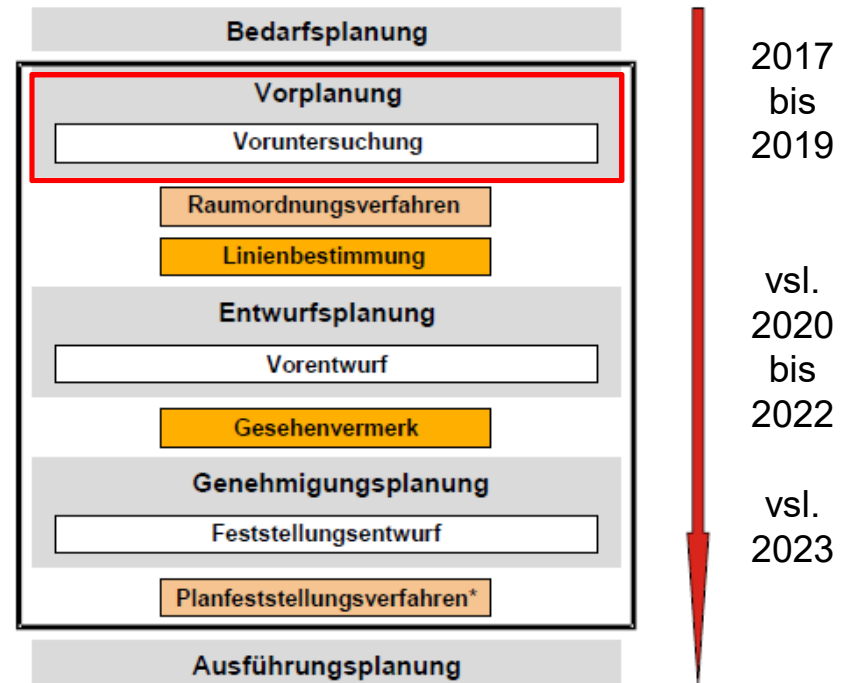 Bedarfsplanung
Vorplanung
Voruntersuchung
Raumordnungsverfahren
Linienbestimmung
Entwurfsplanung
Vorentwurf
Gesehenvermerk
Genehmigungsplanung
Feststellungsentwurf
Planfeststellungsverfahren*
Ausführungsplanung
2017
bis
2019
vsl.
2020
bis
2022
vsl.
2023